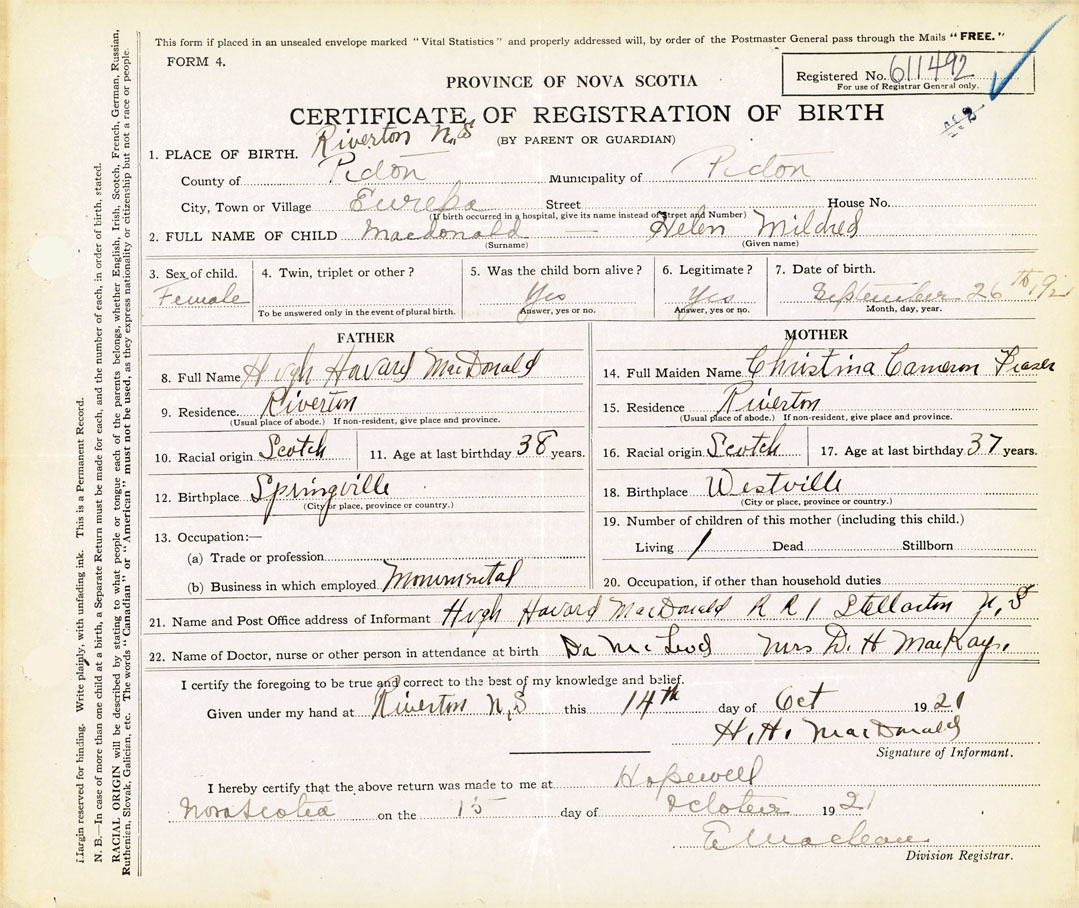 This form if placed in an unsealed envelope marked "Vital Statistics" and properly addressed will, by order of the Postmaster General pass through the Mails "FREE."
FORM 4.
Registered No. 611492
For use of Registrar General only.
PROVINCE OF NOVA SCOTIA
CERTIFICATE OF REGISTRATION OF BIRTH
(BY PARENT OR GUARDIAN)
1. PLACE OF BIRTH. Riverton N.S
County of Pictou Municipality of Pictou
City, Town or Village Eureka Street House No.
(If birth occurred in a hospital, give its name instead of Street and Number)
2. FULL NAME OF CHILD Macdonald — Helen Mildred
(Surname) (Given name)
3. Sex of child. 4. Twin, triplet or other? 5. Was the child born alive? 6. Legitimate? 7. Date of birth.
Female Yes Yes September 26th 192
To be answered only in the event of plural birth. Answer, yes or no. Answer, yes or no. Month, day, year.
FATHER
8. Full Name Hugh Havard MacDonald
9. Residence. Riverton
(Usual place of abode.) If non-resident, give place and province.
10. Racial origin Scotch 11. Age at last birthday 38 years.
12. Birthplace Springville
(City or place, province or country.)
13. Occupation:—
(a) Trade or profession
(b) Business in which employed Monumental
MOTHER
14. Full Maiden Name Christina Cameron Fraser
15. Residence Riverton
(Usual place of abode.) If non-resident, give place and province.
16. Racial origin Scotch 17. Age at last birthday 37 years.
18. Birthplace Westville
(City or place, province or country.)
19. Number of children of this mother (including this child.)
Living 1 Dead Stillborn
20. Occupation, if other than household duties
21. Name and Post Office address of Informant Hugh Havard MacDonald R R 1 Stellarton N,S
22. Name of Doctor, nurse or other person in attendance at birth Dr McLeod Mrs D. H MacKay.
I certify the foregoing to be true and correct to the best of my knowledge and belief.
Given under my hand at Riverton N,S this 14th day of Oct 1921
H. H. MacDonald
Signature of Informant.
I hereby certify that the above return was made to me at Hopewell
Nova Scotia on the 15 day of October 1921
E Maclean
Division Registrar.
Margin reserved for binding. Write plainly, with unfading ink. This is a Permanent Record.
N. B.—In case of more than one child at a birth, a Separate Return must be made for each, and the number of each, in order of birth, stated.
RACIAL ORIGIN will be described by stating to what people or tongue each of the parents belongs, whether English, Irish, Scotch, French, German, Russian,
Ruthenian, Slovak, Galician, etc. The words "Canadian" or "American" must not be used, as they express nationality or citizenship but not a race or people.